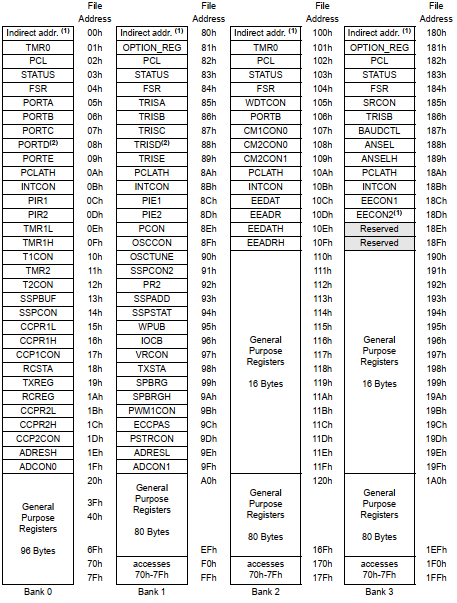 File File File File
Address Address Address Address
Indirect addr. (1) 00h Indirect addr. (1) 80h Indirect addr. (1) 100h Indirect addr. (1) 180h
TMR0 01h OPTION_REG 81h TMR0 101h OPTION_REG 181h
PCL 02h PCL 82h PCL 102h PCL 182h
STATUS 03h STATUS 83h STATUS 103h STATUS 183h
FSR 04h FSR 84h FSR 104h FSR 184h
PORTA 05h TRISA 85h WDTCON 105h SRCON 185h
PORTB 06h TRISB 86h PORTB 106h TRISB 186h
PORTC 07h TRISC 87h CM1CON0 107h BAUDCTL 187h
PORTD(2) 08h TRISD(2) 88h CM2CON0 108h ANSEL 188h
PORTE 09h TRISE 89h CM2CON1 109h ANSELH 189h
PCLATH 0Ah PCLATH 8Ah PCLATH 10Ah PCLATH 18Ah
INTCON 0Bh INTCON 8Bh INTCON 10Bh INTCON 18Bh
PIR1 0Ch PIE1 8Ch EEDAT 10Ch EECON1 18Ch
PIR2 0Dh PIE2 8Dh EEADR 10Dh EECON2(1) 18Dh
TMR1L 0Eh PCON 8Eh EEDATH 10Eh Reserved 18Eh
TMR1H 0Fh OSCCON 8Fh EEADRH 10Fh Reserved 18Fh
T1CON 10h OSCTUNE 90h 110h 190h
TMR2 11h SSPCON2 91h 111h 191h
T2CON 12h PR2 92h 112h 192h
SSPBUF 13h SSPADD 93h 113h 193h
SSPCON 14h SSPSTAT 94h 114h 194h
CCPR1L 15h WPUB 95h 115h 195h
CCPR1H 16h IOCB 96h General 116h General 196h
CCP1CON 17h VRCON 97h Purpose 117h Purpose 197h
RCSTA 18h TXSTA 98h Registers 118h Registers 198h
TXREG 19h SPBRG 99h 16 Bytes 119h 16 Bytes 199h
RCREG 1Ah SPBRGH 9Ah 11Ah 19Ah
CCPR2L 1Bh PWM1CON 9Bh 11Bh 19Bh
CCPR2H 1Ch ECCPAS 9Ch 11Ch 19Ch
CCP2CON 1Dh PSTRCON 9Dh 11Dh 19Dh
ADRESH 1Eh ADRESL 9Eh 11Eh 19Eh
ADCON0 1Fh ADCON1 9Fh 11Fh 19Fh
20h A0h 120h 1A0h
General 3Fh General General General
Purpose 40h Purpose Purpose Purpose
Registers Registers Registers Registers
96 Bytes 80 Bytes 80 Bytes 80 Bytes
6Fh EFh 16Fh 1EFh
70h accesses F0h accesses 170h accesses 1F0h
7Fh 70h-7Fh FFh 70h-7Fh 17Fh 70h-7Fh 1FFh
Bank 0 Bank 1 Bank 2 Bank 3